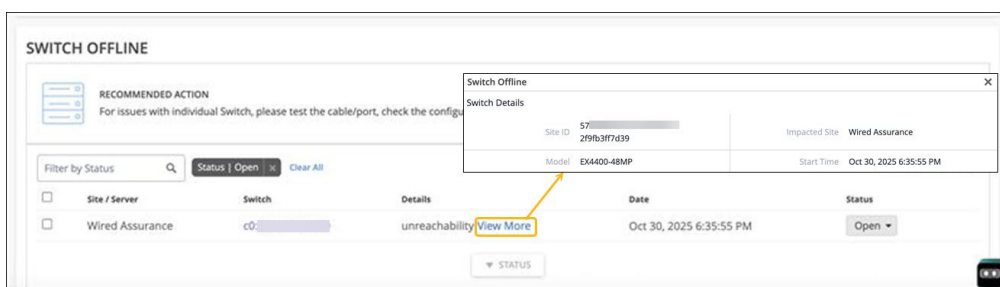 SWITCH OFFLINE
RECOMMENDED ACTION
For issues with individual Switch, please test the cable/port, check the configu
Switch Offline
Switch Details
Site ID 57
2f9fb3ff7d39
Impacted Site Wired Assurance
Model EX4400-48MP
Start Time Oct 30, 2025 6:35:55 PM
Filter by Status
Status | Open × Clear All
Site / Server Switch Details Date Status
Wired Assurance c0: unreachability View More Oct 30, 2025 6:35:55 PM Open
STATUS